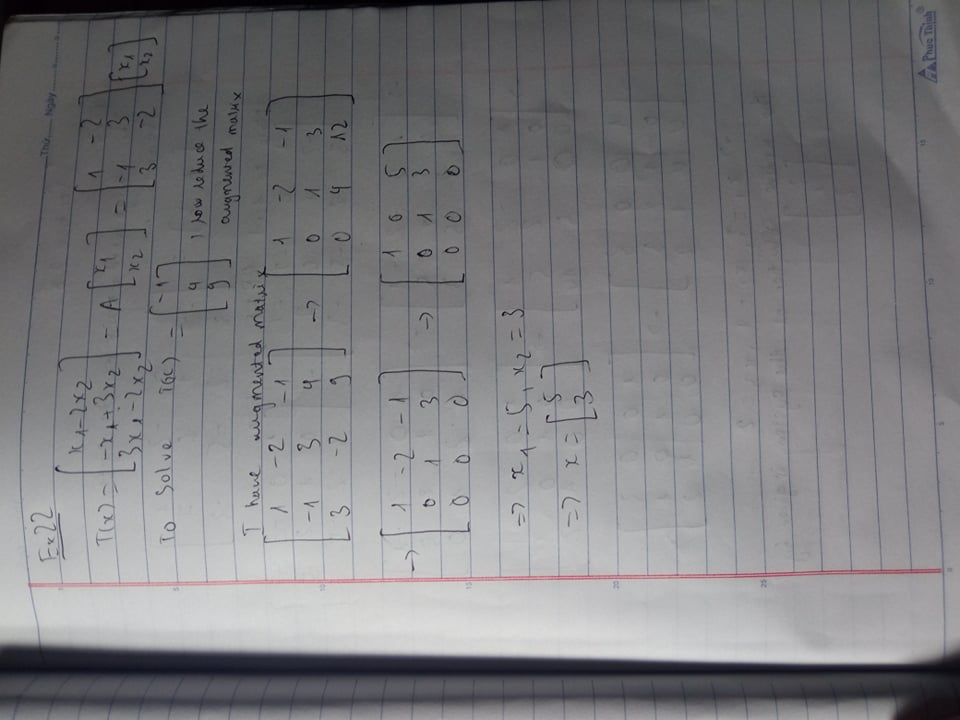 Thứ......... Ngày.........
Ex22
T(x) = [x1-2x2; -x1+3x2; 3x1-2x2] = A [x1; x2] = [1 -2; -1 3; 3 -2] [x1; x2]
To solve T(x) = [-1; 4; 9] I row reduce the
augmented matrix
I have augmented matrix
[1 -2 -1; -1 3 4; 3 -2 9] → [1 -2 -1; 0 1 3; 0 4 12]
→ [1 -2 -1; 0 1 3; 0 0 0] → [1 0 5; 0 1 3; 0 0 0]
=> x1 = 5, x2 = 3
=> x = [5; 3]
Phuc Thinh